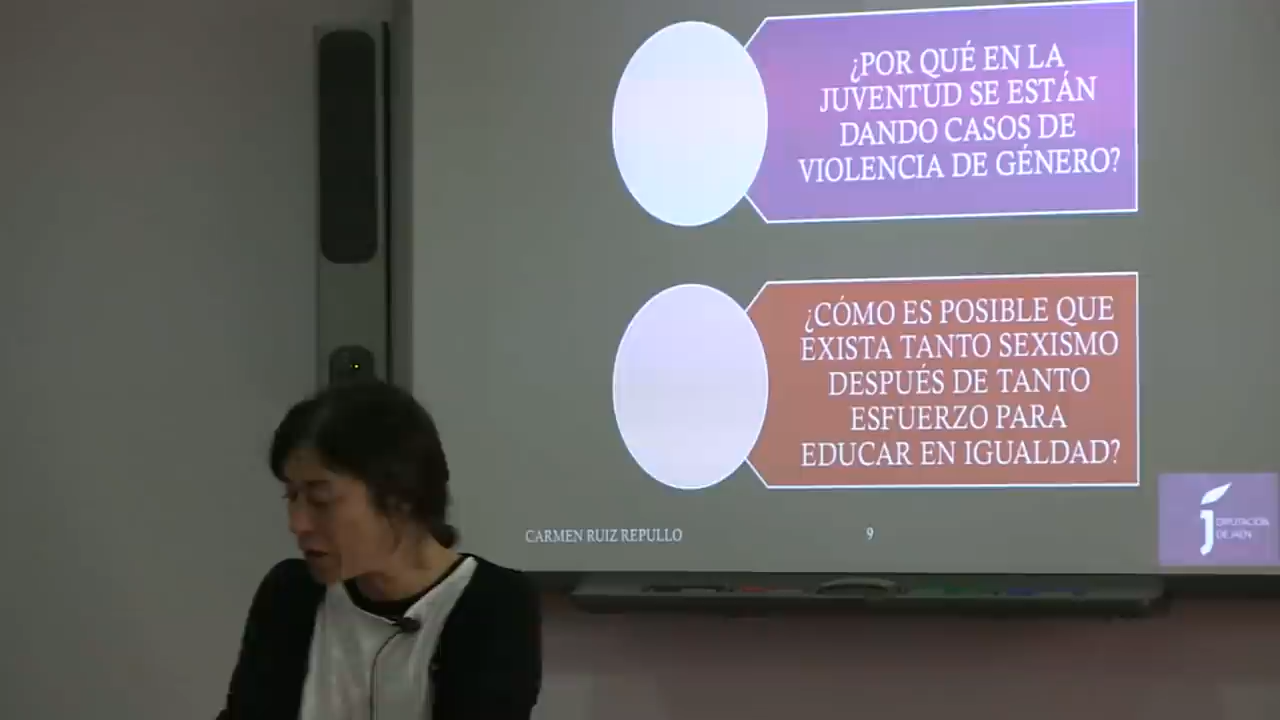 ¿POR QUÉ EN LA
JUVENTUD SE ESTÁN
DANDO CASOS DE
VIOLENCIA DE GÉNERO?
¿CÓMO ES POSIBLE QUE
EXISTA TANTO SEXISMO
DESPUÉS DE TANTO
ESFUERZO PARA
EDUCAR EN IGUALDAD?
CARMEN RUIZ REPULLO
9
DIPUTACIÓN
DE JAÉN